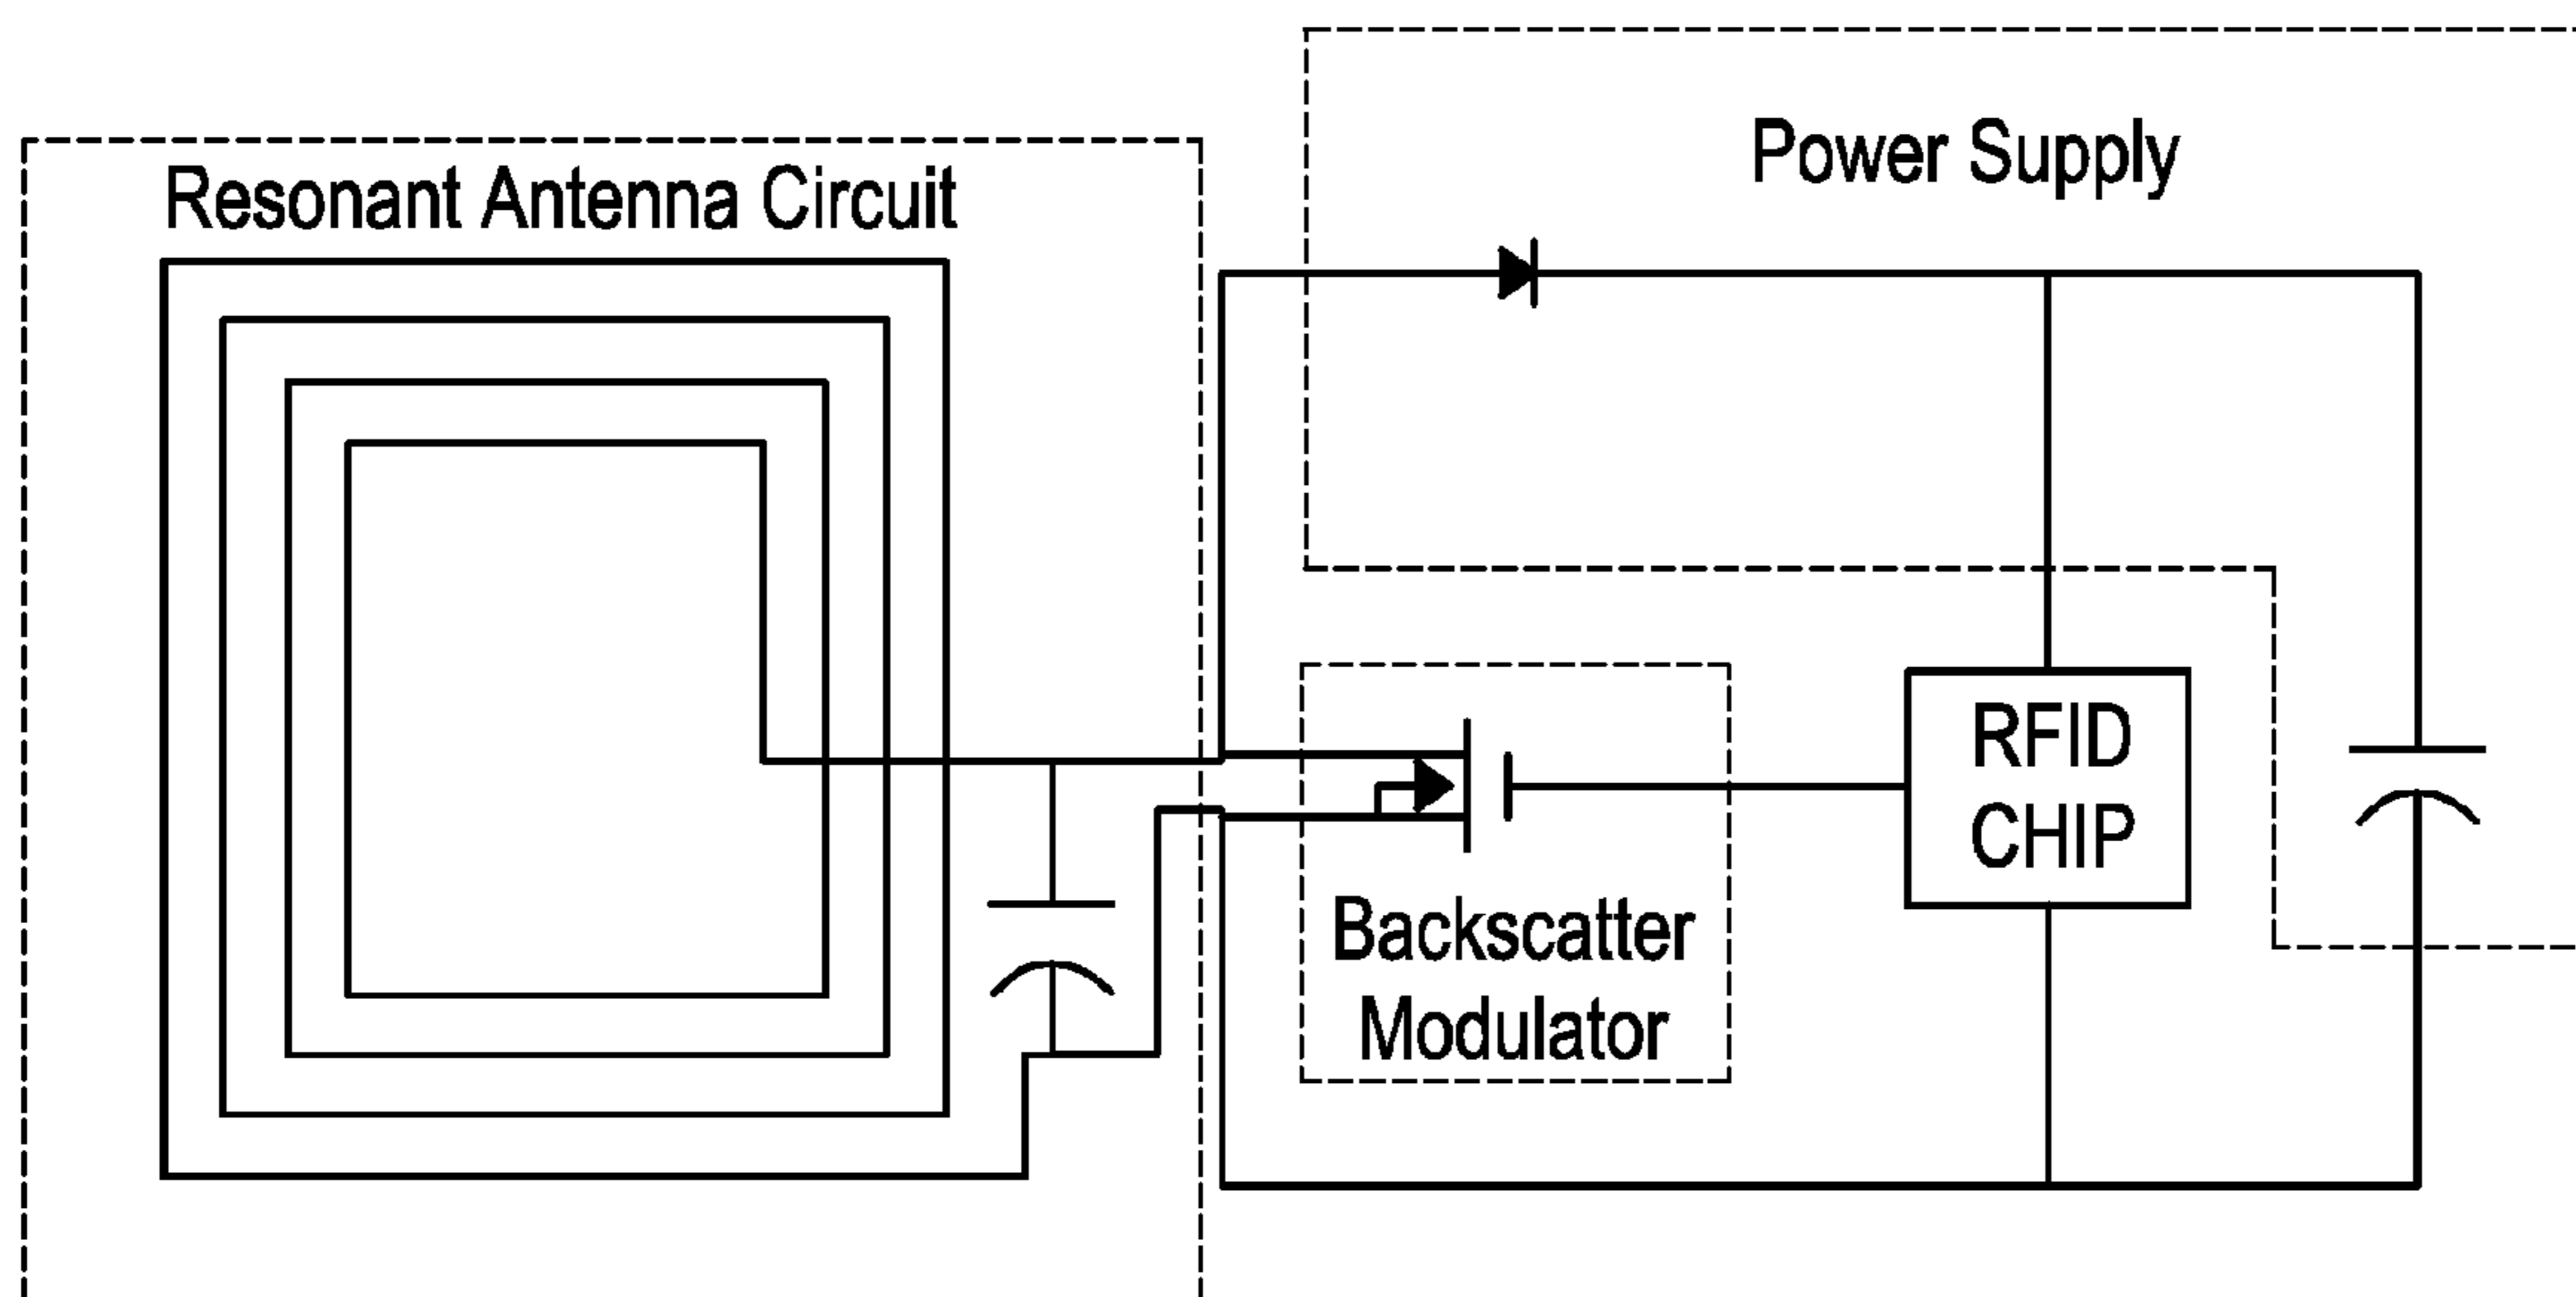 Power Supply
Resonant Antenna Circuit
RFID
CHIP
Backscatter
Modulator